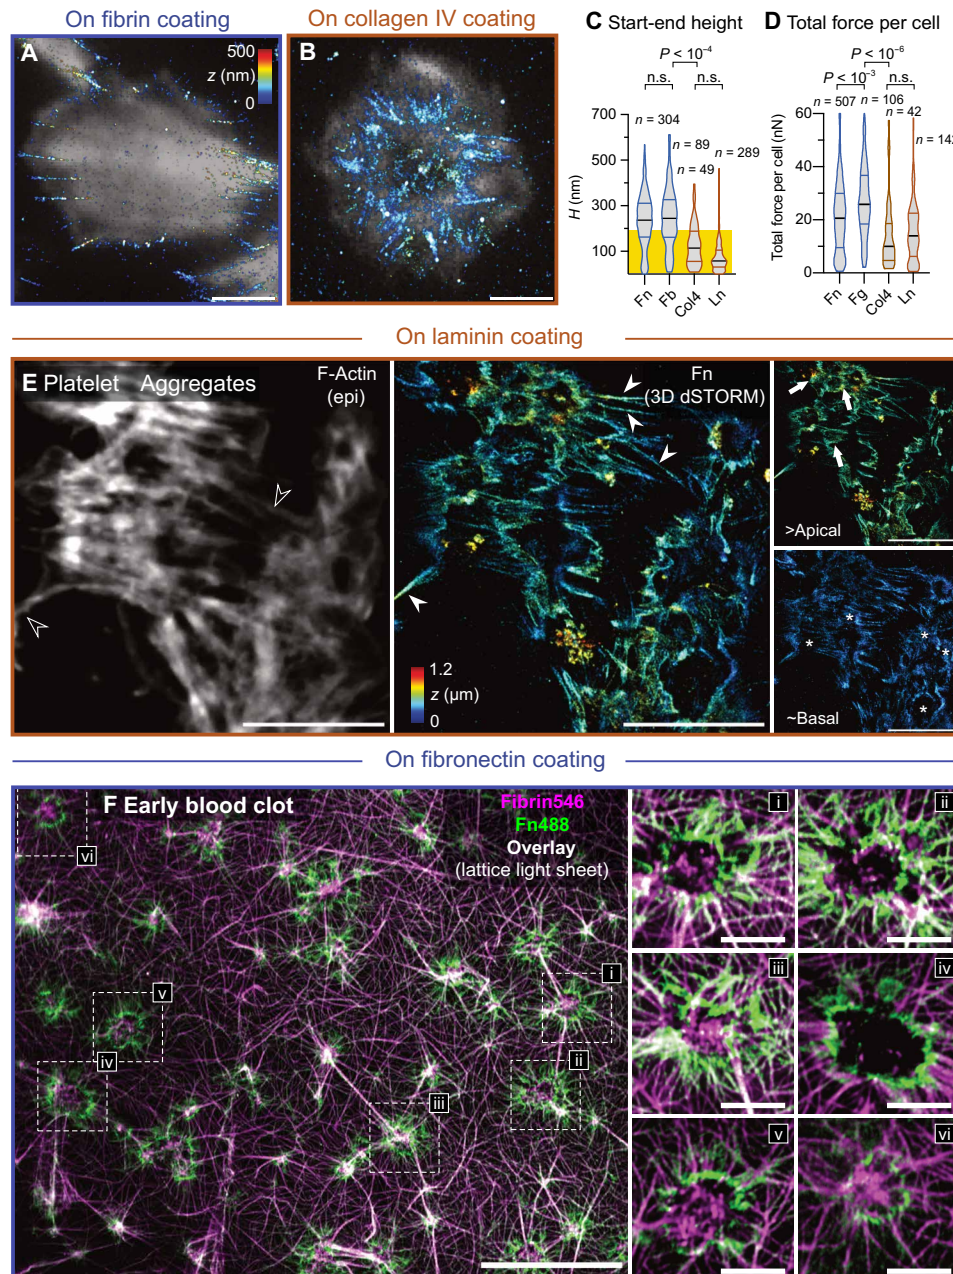 On fibrin coating
On collagen IV coating
A
500
z (nm)
0
B
C Start-end height
P < 10⁻⁴
n.s.
n.s.
n = 304
n = 89
n = 49
n = 289
700
500
300
100
H (nm)
Fn
Fb
Col4
Ln
D Total force per cell
P < 10⁻⁶
P < 10⁻³
n.s.
n = 507
n = 106
n = 42
60
40
20
0
Total force per cell (nN)
Fn
Fg
Col4
Ln
On laminin coating
E Platelet Aggregates
F-Actin
(epi)
Fn
(3D dSTORM)
1.2
z (µm)
0
>Apical
~Basal
* * * * *
On fibronectin coating
F Early blood clot
Fibrin546
Fn488
Overlay
(lattice light sheet)
vi
v
iv
iii
i
ii
i
ii
iii
iv
v
vi